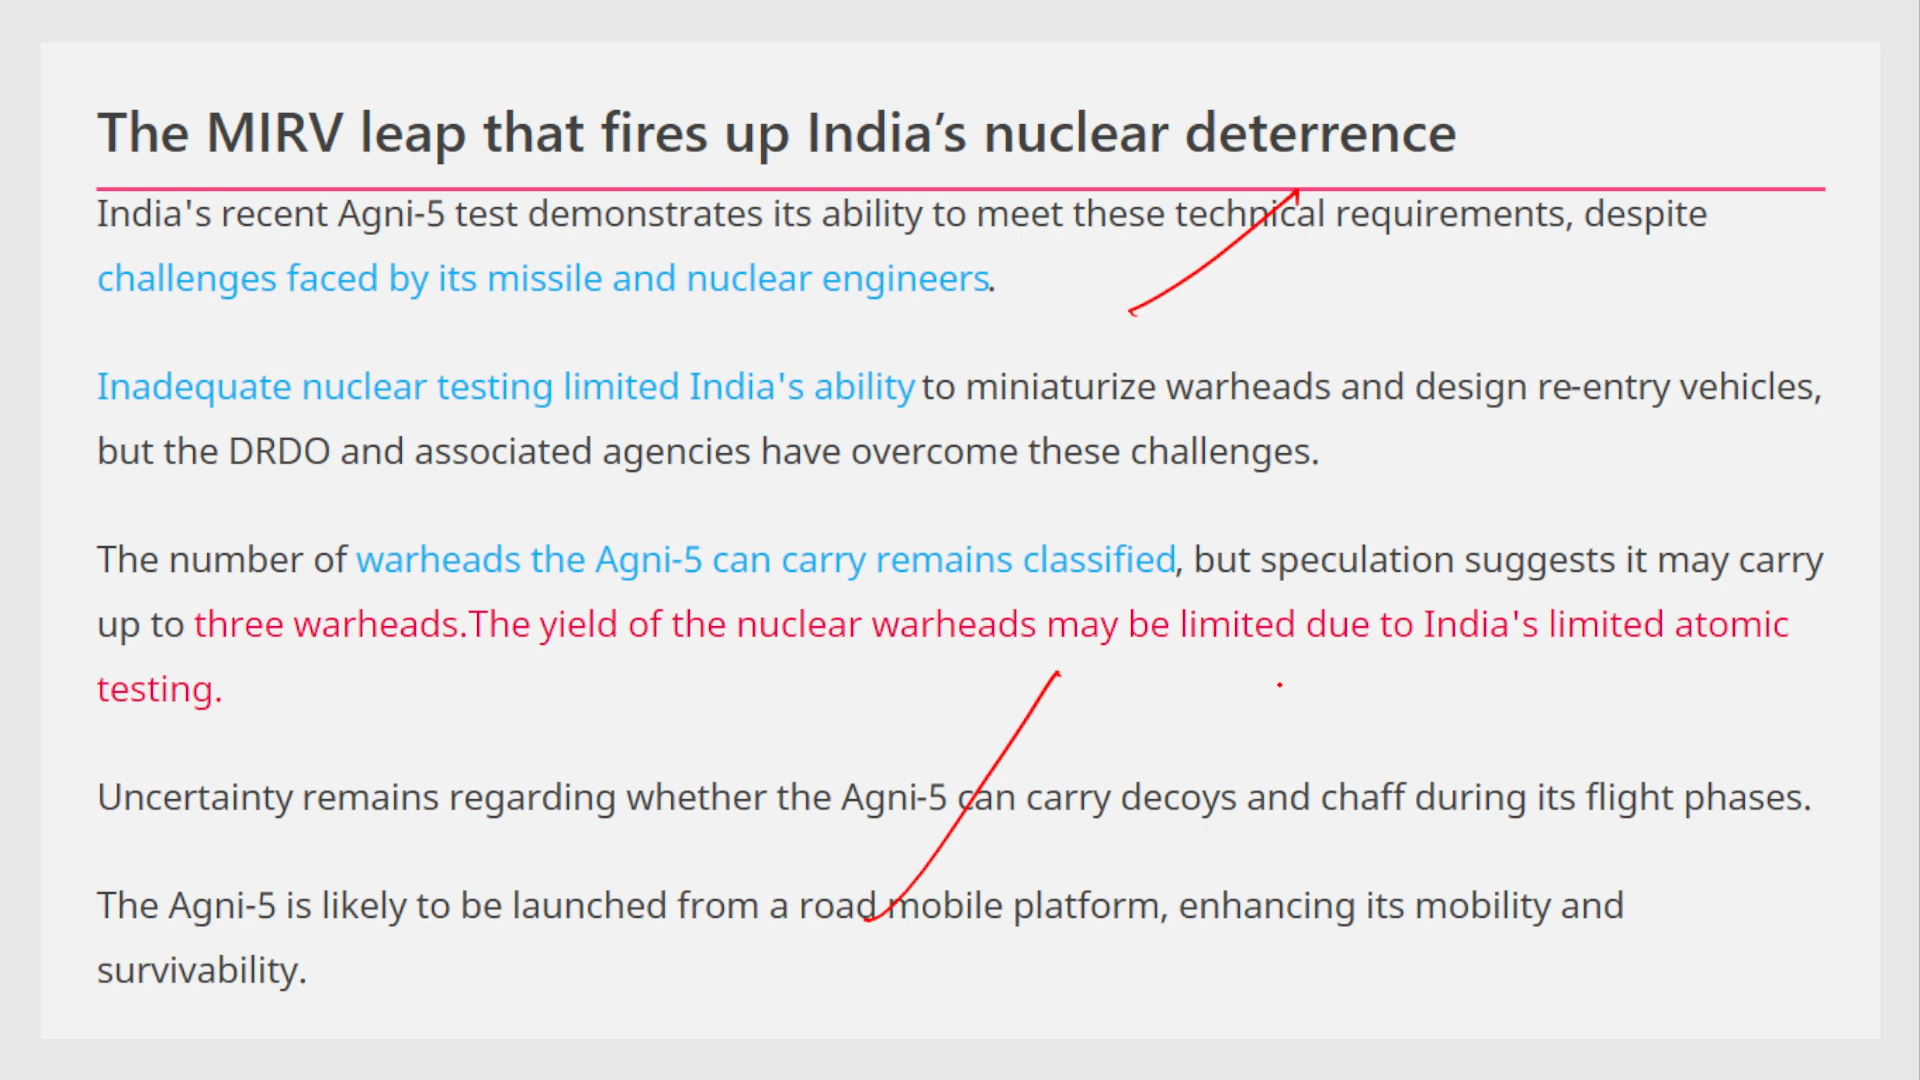 The MIRV leap that fires up India’s nuclear deterrence
India's recent Agni-5 test demonstrates its ability to meet these technical requirements, despite
challenges faced by its missile and nuclear engineers.
Inadequate nuclear testing limited India's ability to miniaturize warheads and design re-entry vehicles,
but the DRDO and associated agencies have overcome these challenges.
The number of warheads the Agni-5 can carry remains classified, but speculation suggests it may carry
up to three warheads.The yield of the nuclear warheads may be limited due to India's limited atomic
testing.
Uncertainty remains regarding whether the Agni-5 can carry decoys and chaff during its flight phases.
The Agni-5 is likely to be launched from a road mobile platform, enhancing its mobility and
survivability.